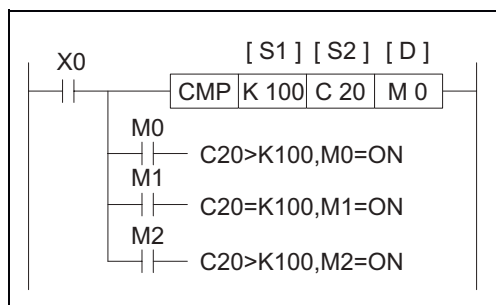 [ S1 ] [ S2 ] [ D ]
X0
CMP K 100 C 20 M 0
M0
C20>K100,M0=ON
M1
C20=K100,M1=ON
M2
C20>K100,M2=ON